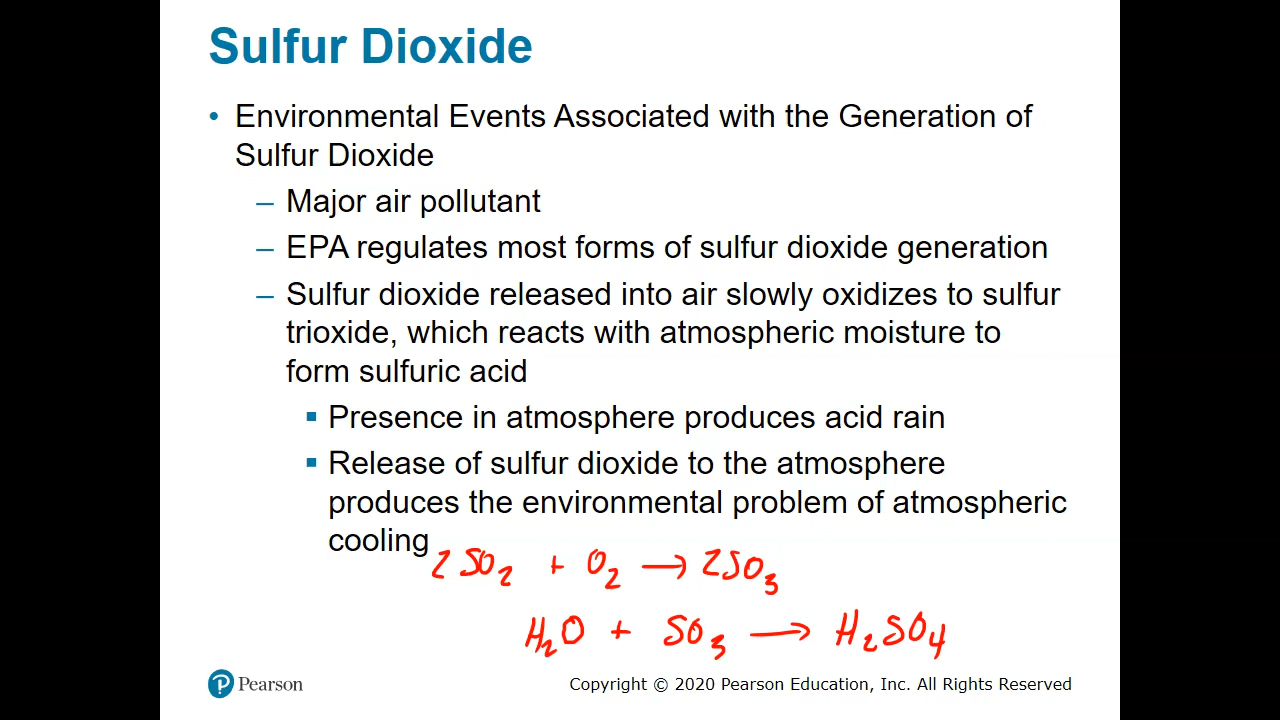 Sulfur Dioxide
• Environmental Events Associated with the Generation of
Sulfur Dioxide
– Major air pollutant
– EPA regulates most forms of sulfur dioxide generation
– Sulfur dioxide released into air slowly oxidizes to sulfur
trioxide, which reacts with atmospheric moisture to
form sulfuric acid
▪ Presence in atmosphere produces acid rain
▪ Release of sulfur dioxide to the atmosphere
produces the environmental problem of atmospheric
cooling
2SO₂ + O₂ → 2SO₃
H₂O + SO₃ → H₂SO₄
P Pearson
Copyright © 2020 Pearson Education, Inc. All Rights Reserved